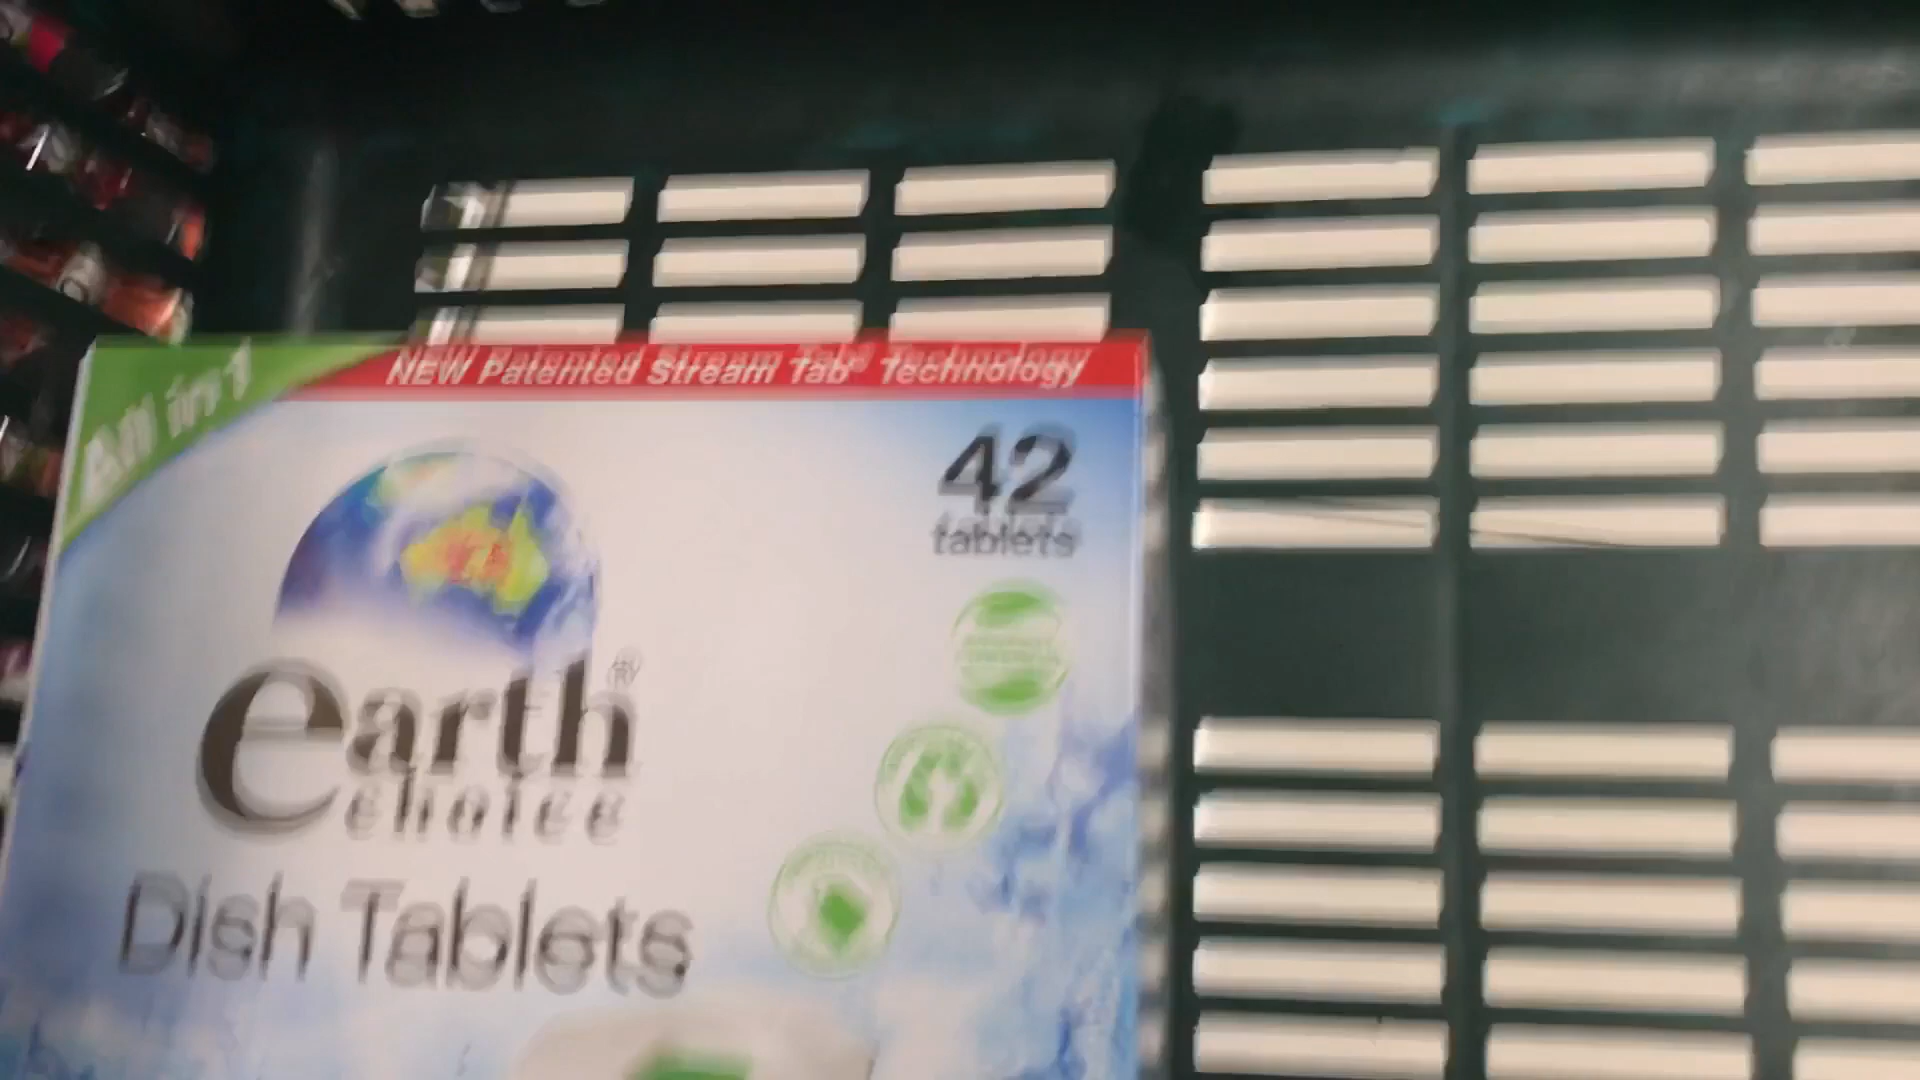 All in 1
NEW Patented Stream Tab® Technology
42
tablets
earth®
choice
Dish Tablets